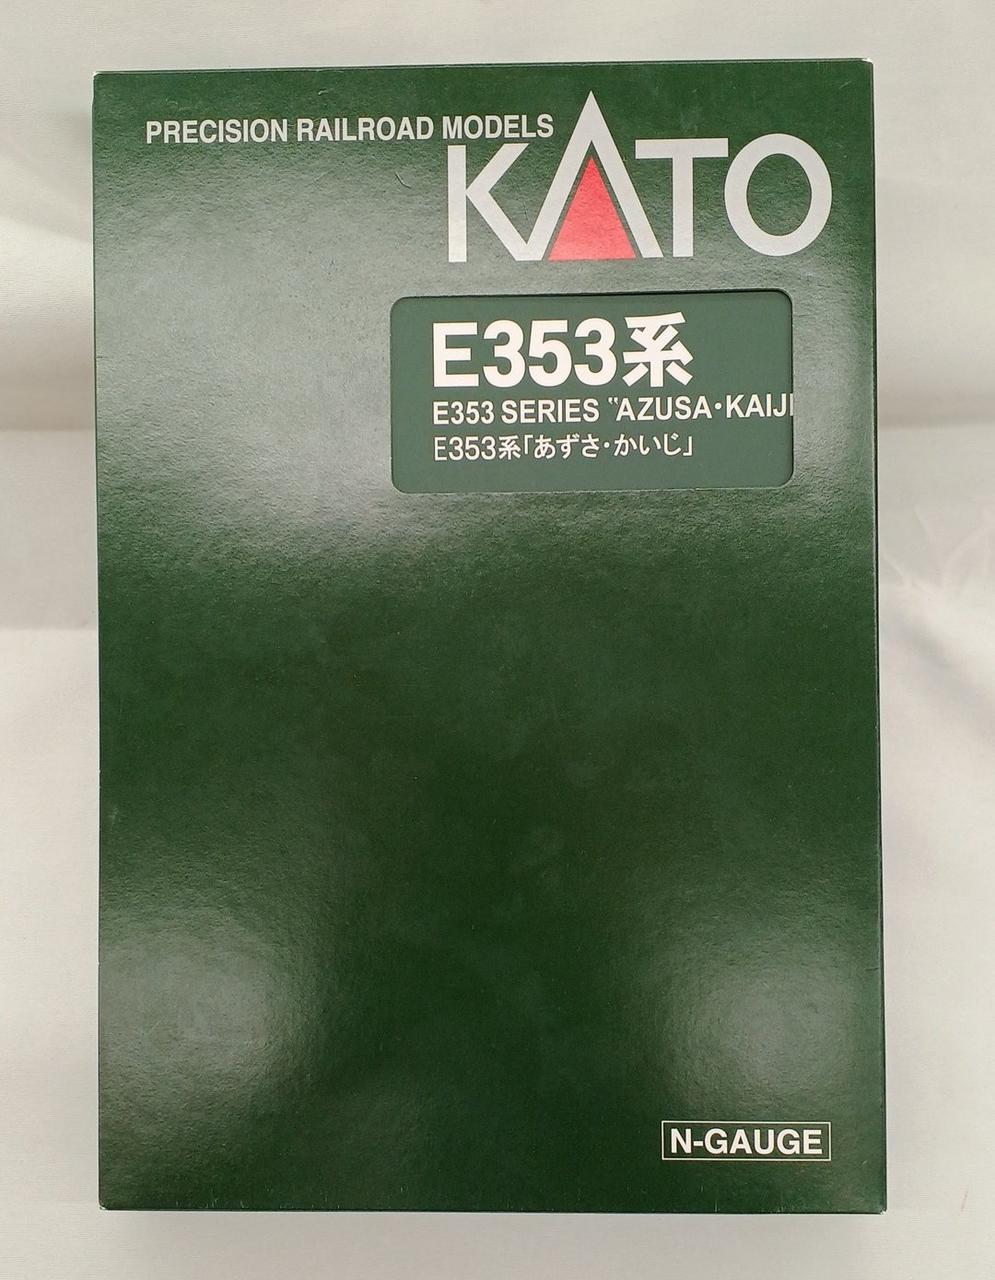 PRECISION RAILROAD MODELS
KATO
E353系
E353 SERIES "AZUSA・KAIJI
E353系「あずさ・かいじ」
N-GAUGE